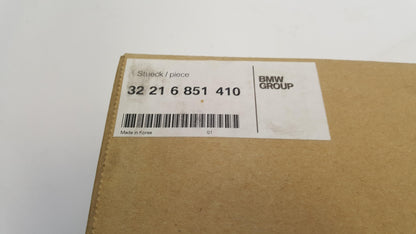 Stueck / piece
32 21 6 851 410
BMW
GROUP
Made in Korea
01